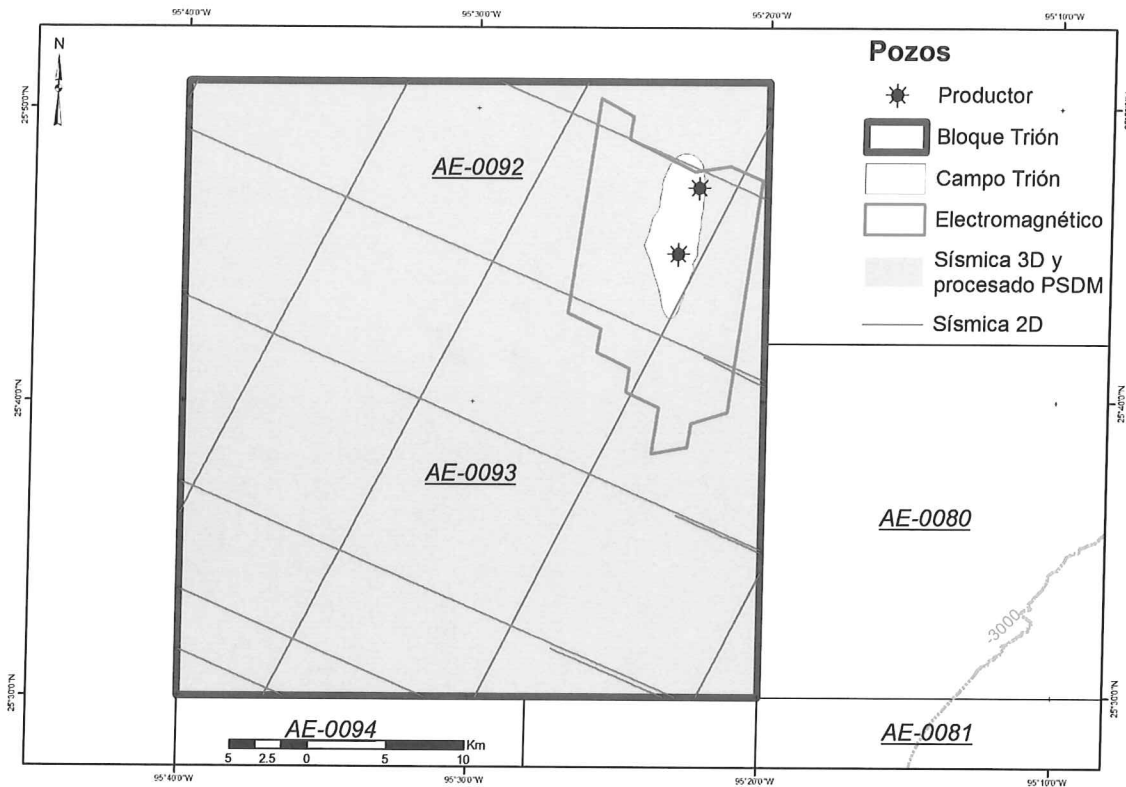 95°40'0"W 95°30'0"W 95°20'0"W 95°10'0"W
N
Pozos
Productor
Bloque Trión
Campo Trión
Electromagnético
Sísmica 3D y
procesado PSDM
Sísmica 2D
25°50'0"N
AE-0092
25°40'0"N 25°40'0"N
AE-0093
AE-0080
-3000
25°30'0"N 25°30'0"N
AE-0094
AE-0081
5 2.5 0 5 10 Km
95°40'0"W 95°30'0"W 95°20'0"W 95°10'0"W